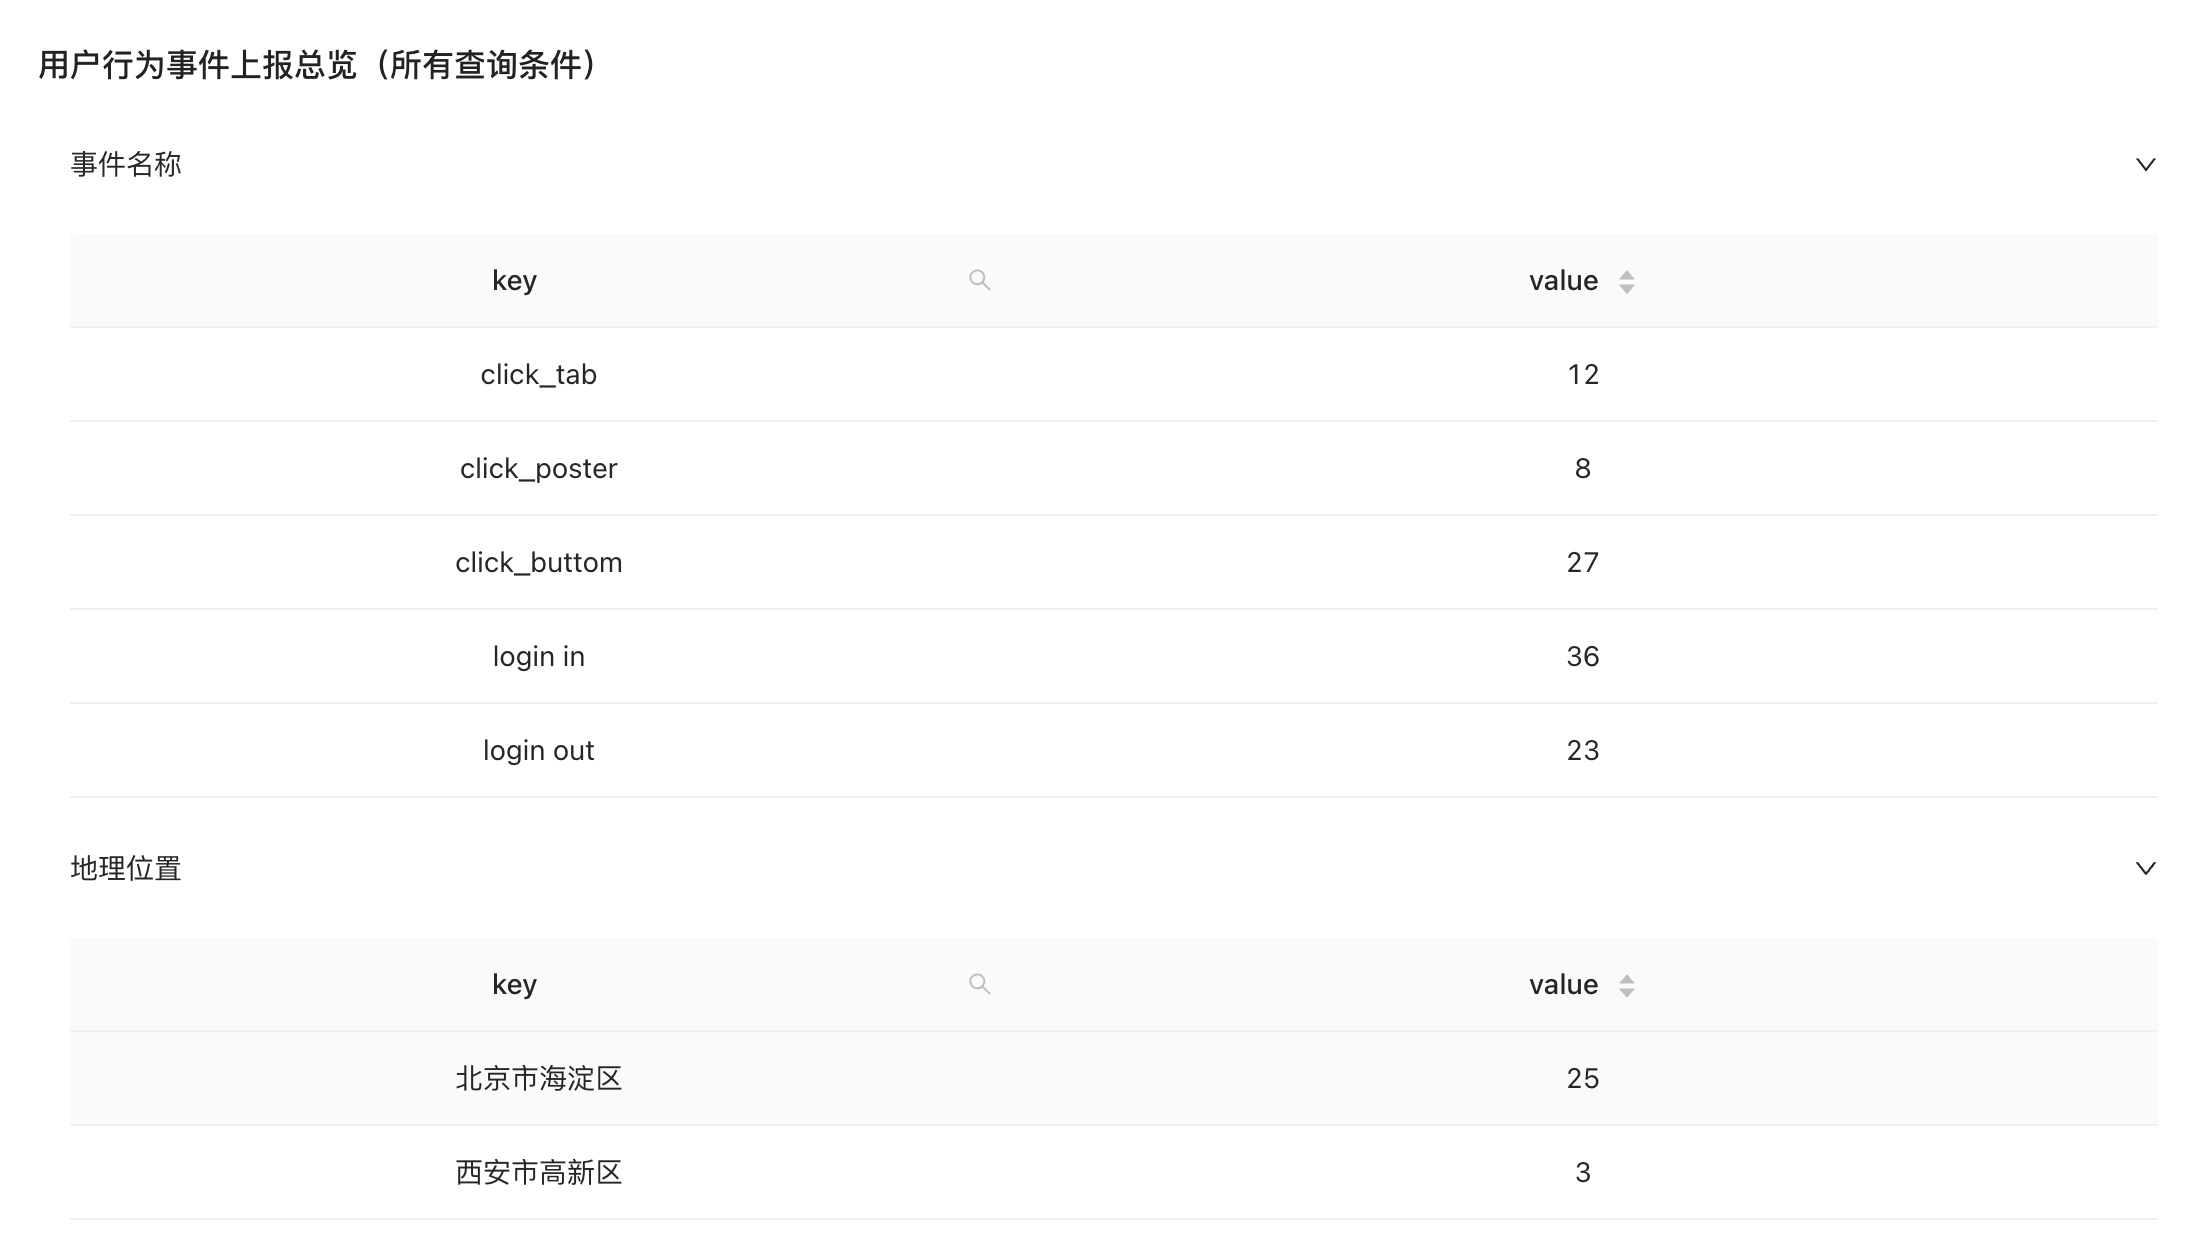 用户行为事件上报总览（所有查询条件）
事件名称
key value
click_tab 12
click_poster 8
click_buttom 27
login in 36
login out 23
地理位置
key value
北京市海淀区 25
西安市高新区 3